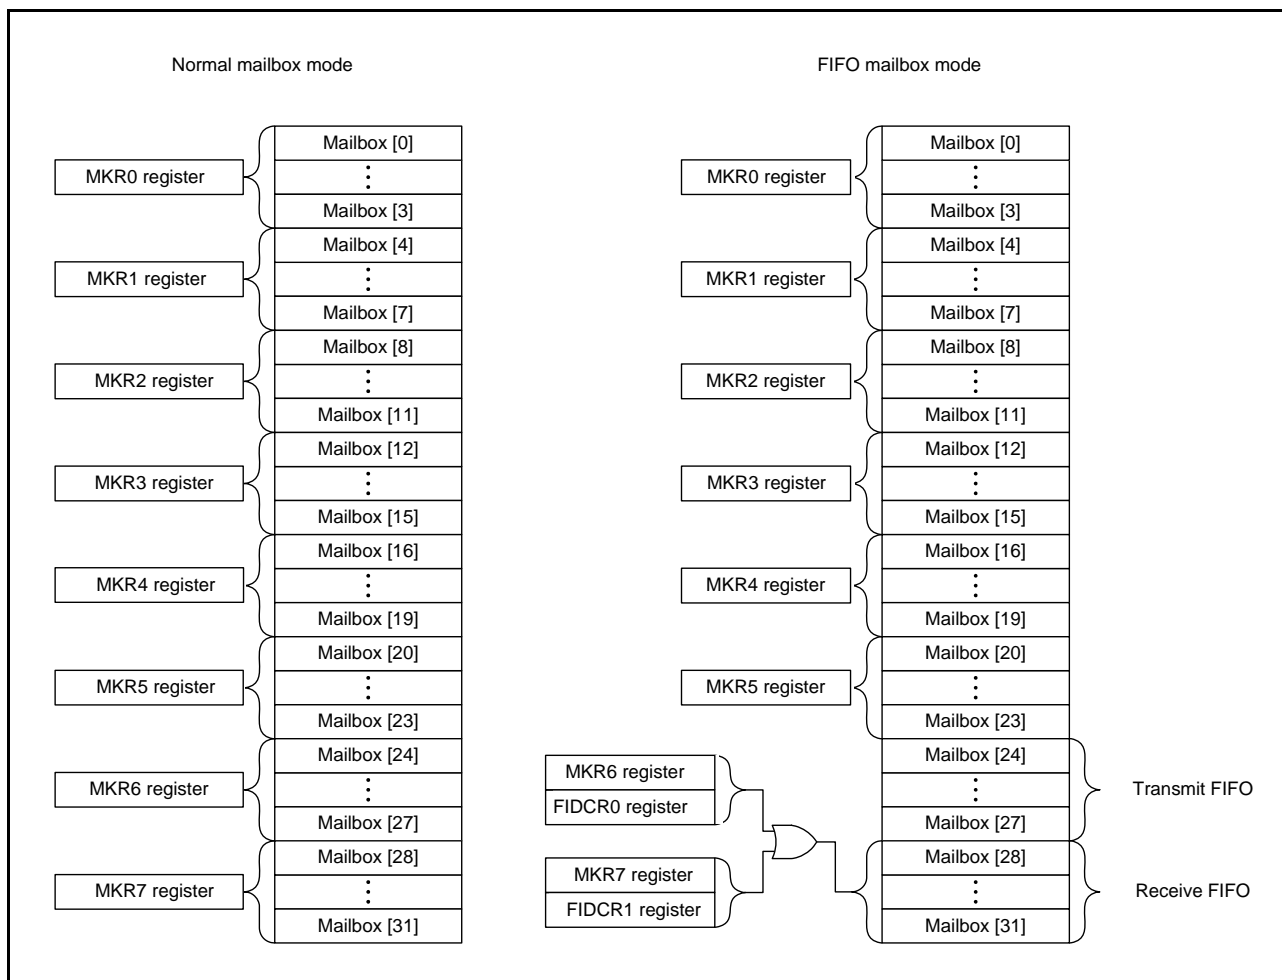 Normal mailbox mode
MKR0 register
Mailbox [0]
Mailbox [3]
MKR1 register
Mailbox [4]
Mailbox [7]
MKR2 register
Mailbox [8]
Mailbox [11]
MKR3 register
Mailbox [12]
Mailbox [15]
MKR4 register
Mailbox [16]
Mailbox [19]
MKR5 register
Mailbox [20]
Mailbox [23]
MKR6 register
Mailbox [24]
Mailbox [27]
MKR7 register
Mailbox [28]
Mailbox [31]
FIFO mailbox mode
MKR0 register
Mailbox [0]
Mailbox [3]
MKR1 register
Mailbox [4]
Mailbox [7]
MKR2 register
Mailbox [8]
Mailbox [11]
MKR3 register
Mailbox [12]
Mailbox [15]
MKR4 register
Mailbox [16]
Mailbox [19]
MKR5 register
Mailbox [20]
Mailbox [23]
MKR6 register
FIDCR0 register
Mailbox [24]
Mailbox [27]
Transmit FIFO
MKR7 register
FIDCR1 register
Mailbox [28]
Mailbox [31]
Receive FIFO